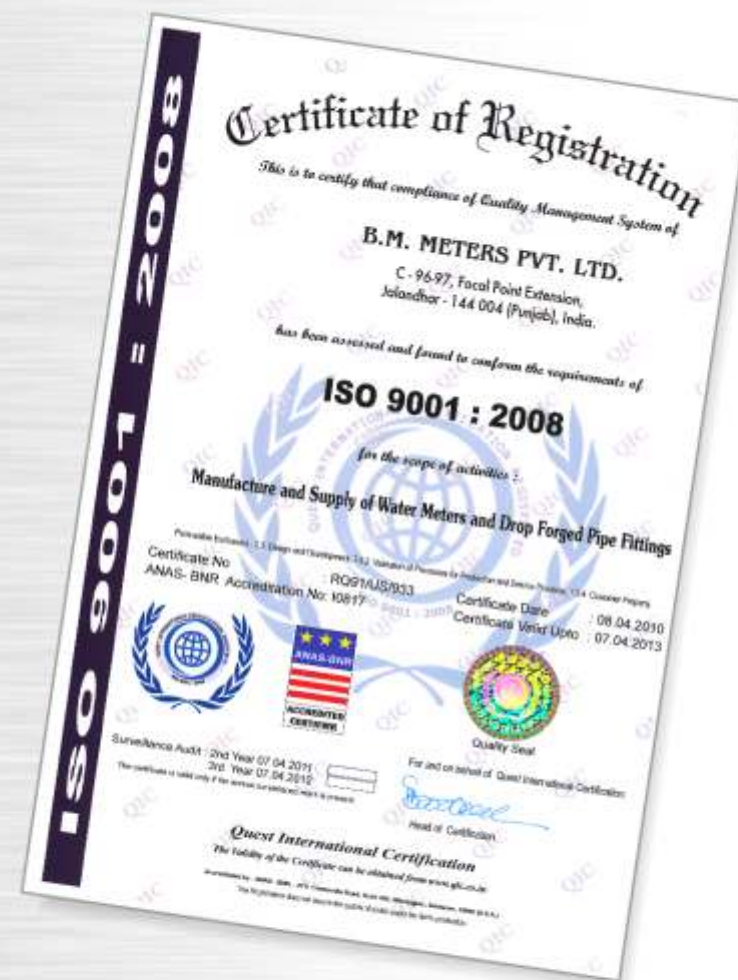 ISO 9001 : 2008
Certificate of Registration
This is to certify that compliance of Quality Management System of
B.M. METERS PVT. LTD.
C - 96-97, Focal Point Extension,
Jalandhar - 144 004 (Punjab), India.
has been assessed and found to conform the requirements of
ISO 9001 : 2008
for the scope of activities :
Manufacture and Supply of Water Meters and Drop Forged Pipe Fittings
Certificate No : RO91/JS/933
ANAS- BNR Accreditation No: I0817
Certificate Date : 08.04.2010
Certificate Valid Upto : 07.04.2013
ANAS-BNR
ACCREDITED
CERTIFIER
Quality Seal
Surveillance Audit : 2nd Year 07.04.2011
3rd. Year 07.04.2012
For and on behalf of Quest International Certification
Head of Certification
Quest International Certification
The Validity of the Certificate can be obtained from www.qic.co.in